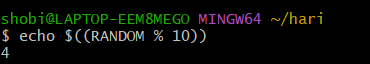 shobi@LAPTOP-EEM8MEGO MINGW64 ~/hari
$ echo $((RANDOM % 10))
4